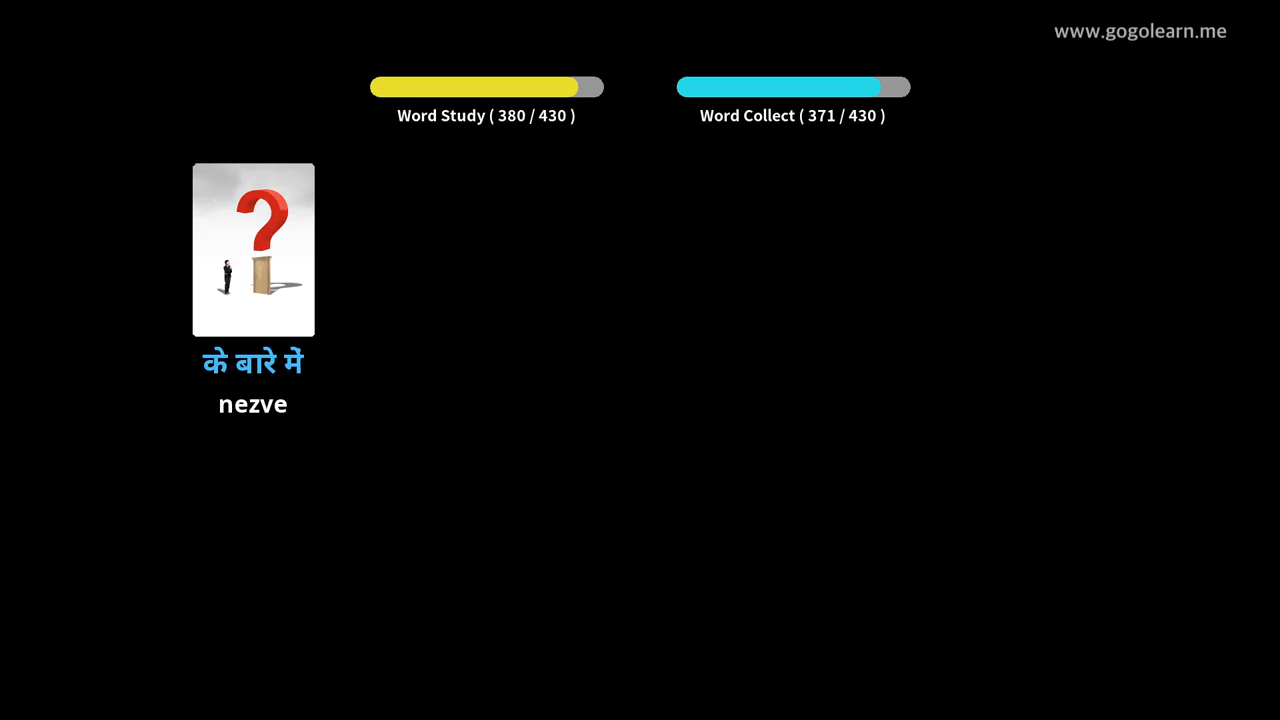 www.gogolearn.me
Word Study ( 380 / 430 )
Word Collect ( 371 / 430 )
के बारे में
nezve